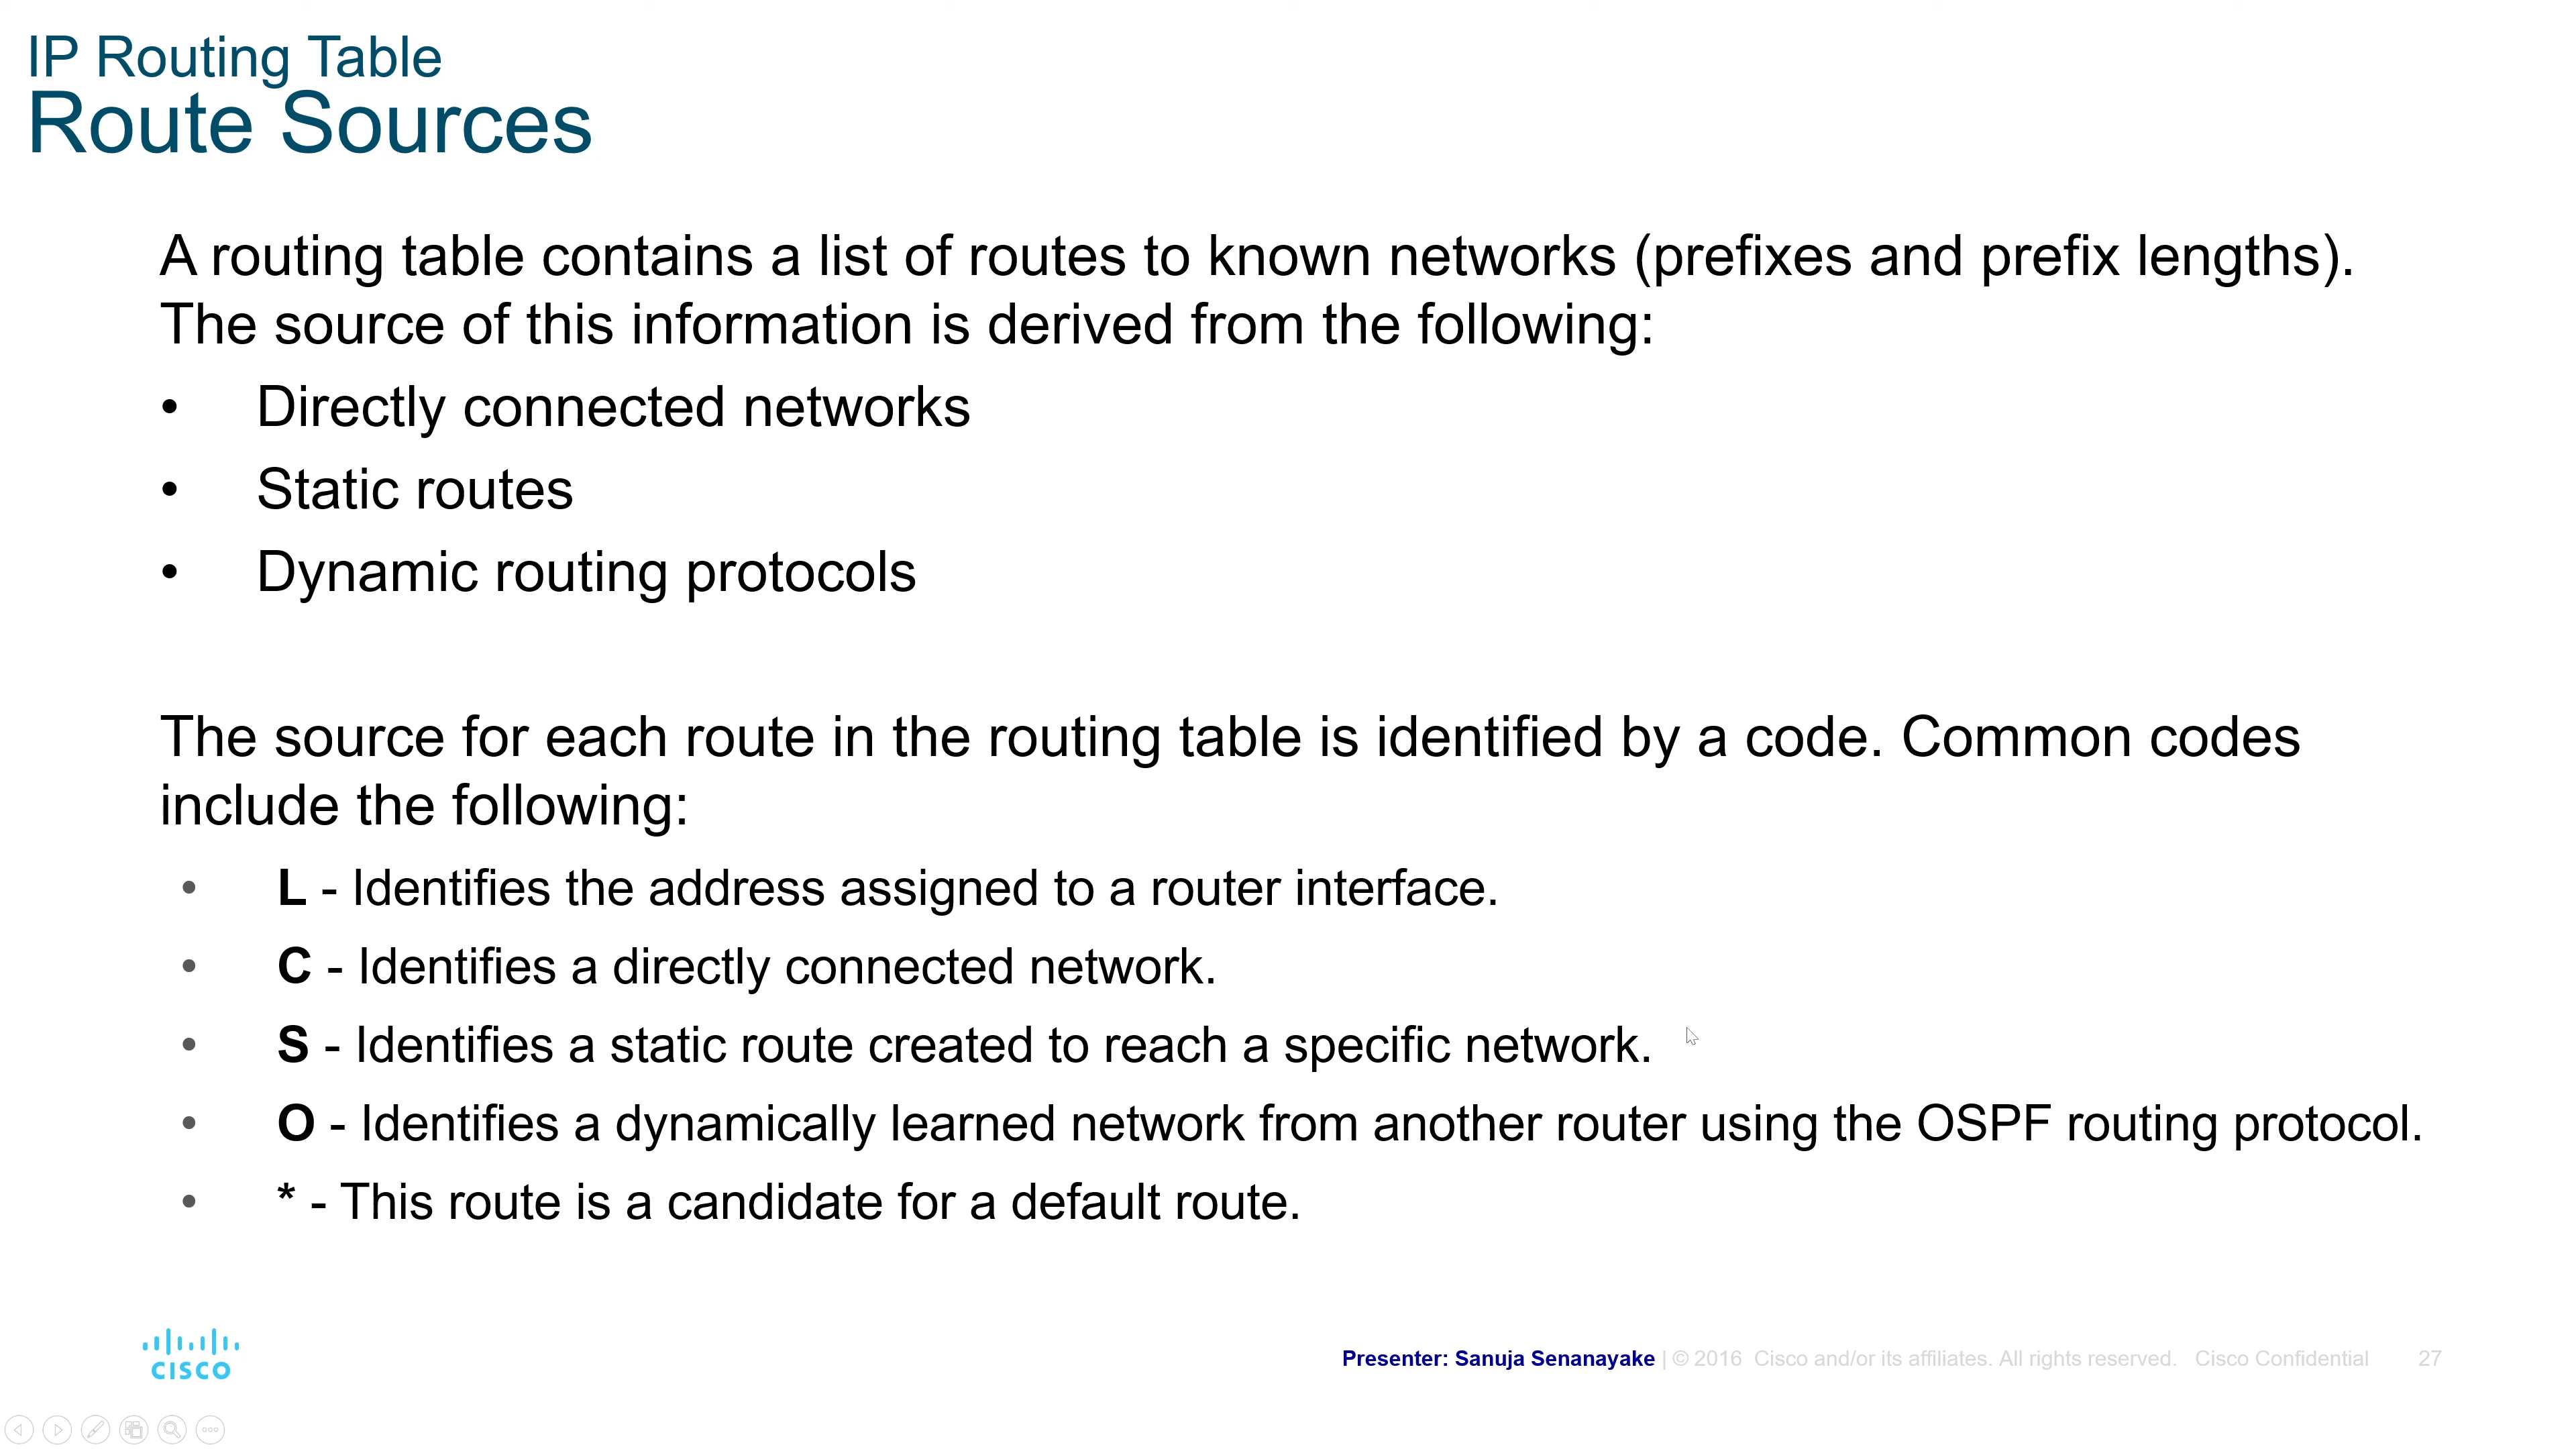 IP Routing Table
Route Sources
A routing table contains a list of routes to known networks (prefixes and prefix lengths).
The source of this information is derived from the following:
• Directly connected networks
• Static routes
• Dynamic routing protocols
The source for each route in the routing table is identified by a code. Common codes
include the following:
• L - Identifies the address assigned to a router interface.
• C - Identifies a directly connected network.
• S - Identifies a static route created to reach a specific network.
• O - Identifies a dynamically learned network from another router using the OSPF routing protocol.
• * - This route is a candidate for a default route.
CISCO
Presenter: Sanuja Senanayake | © 2016 Cisco and/or its affiliates. All rights reserved. Cisco Confidential 27